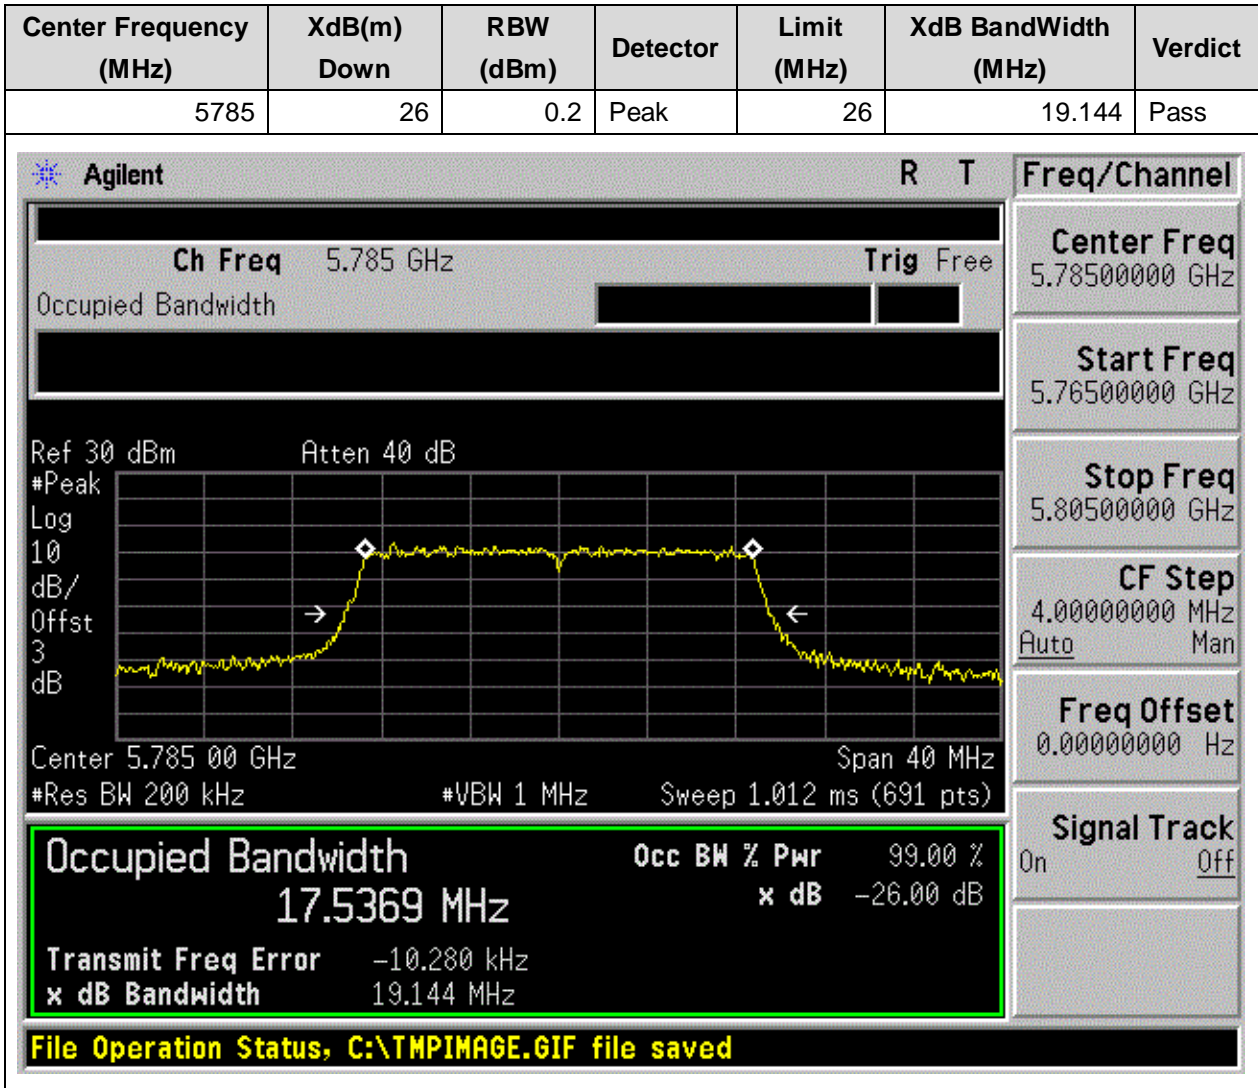 Center Frequency (MHz) XdB(m) Down RBW (dBm) Detector Limit (MHz) XdB BandWidth (MHz) Verdict
5785 26 0.2 Peak 26 19.144 Pass
Agilent R T
Ch Freq 5.785 GHz Trig Free
Occupied Bandwidth
Ref 30 dBm Atten 40 dB
#Peak
Log
10
dB/
Offst
3
dB
Center 5.785 00 GHz Span 40 MHz
#Res BW 200 kHz #VBW 1 MHz Sweep 1.012 ms (691 pts)
Occupied Bandwidth
17.5369 MHz
Occ BW % Pwr 99.00 %
x dB -26.00 dB
Transmit Freq Error -10.280 kHz
x dB Bandwidth 19.144 MHz
File Operation Status, C:\TMPIMAGE.GIF file saved
Freq/Channel
Center Freq
5.78500000 GHz
Start Freq
5.76500000 GHz
Stop Freq
5.80500000 GHz
CF Step
4.00000000 MHz
Auto Man
Freq Offset
0.00000000 Hz
Signal Track
On Off